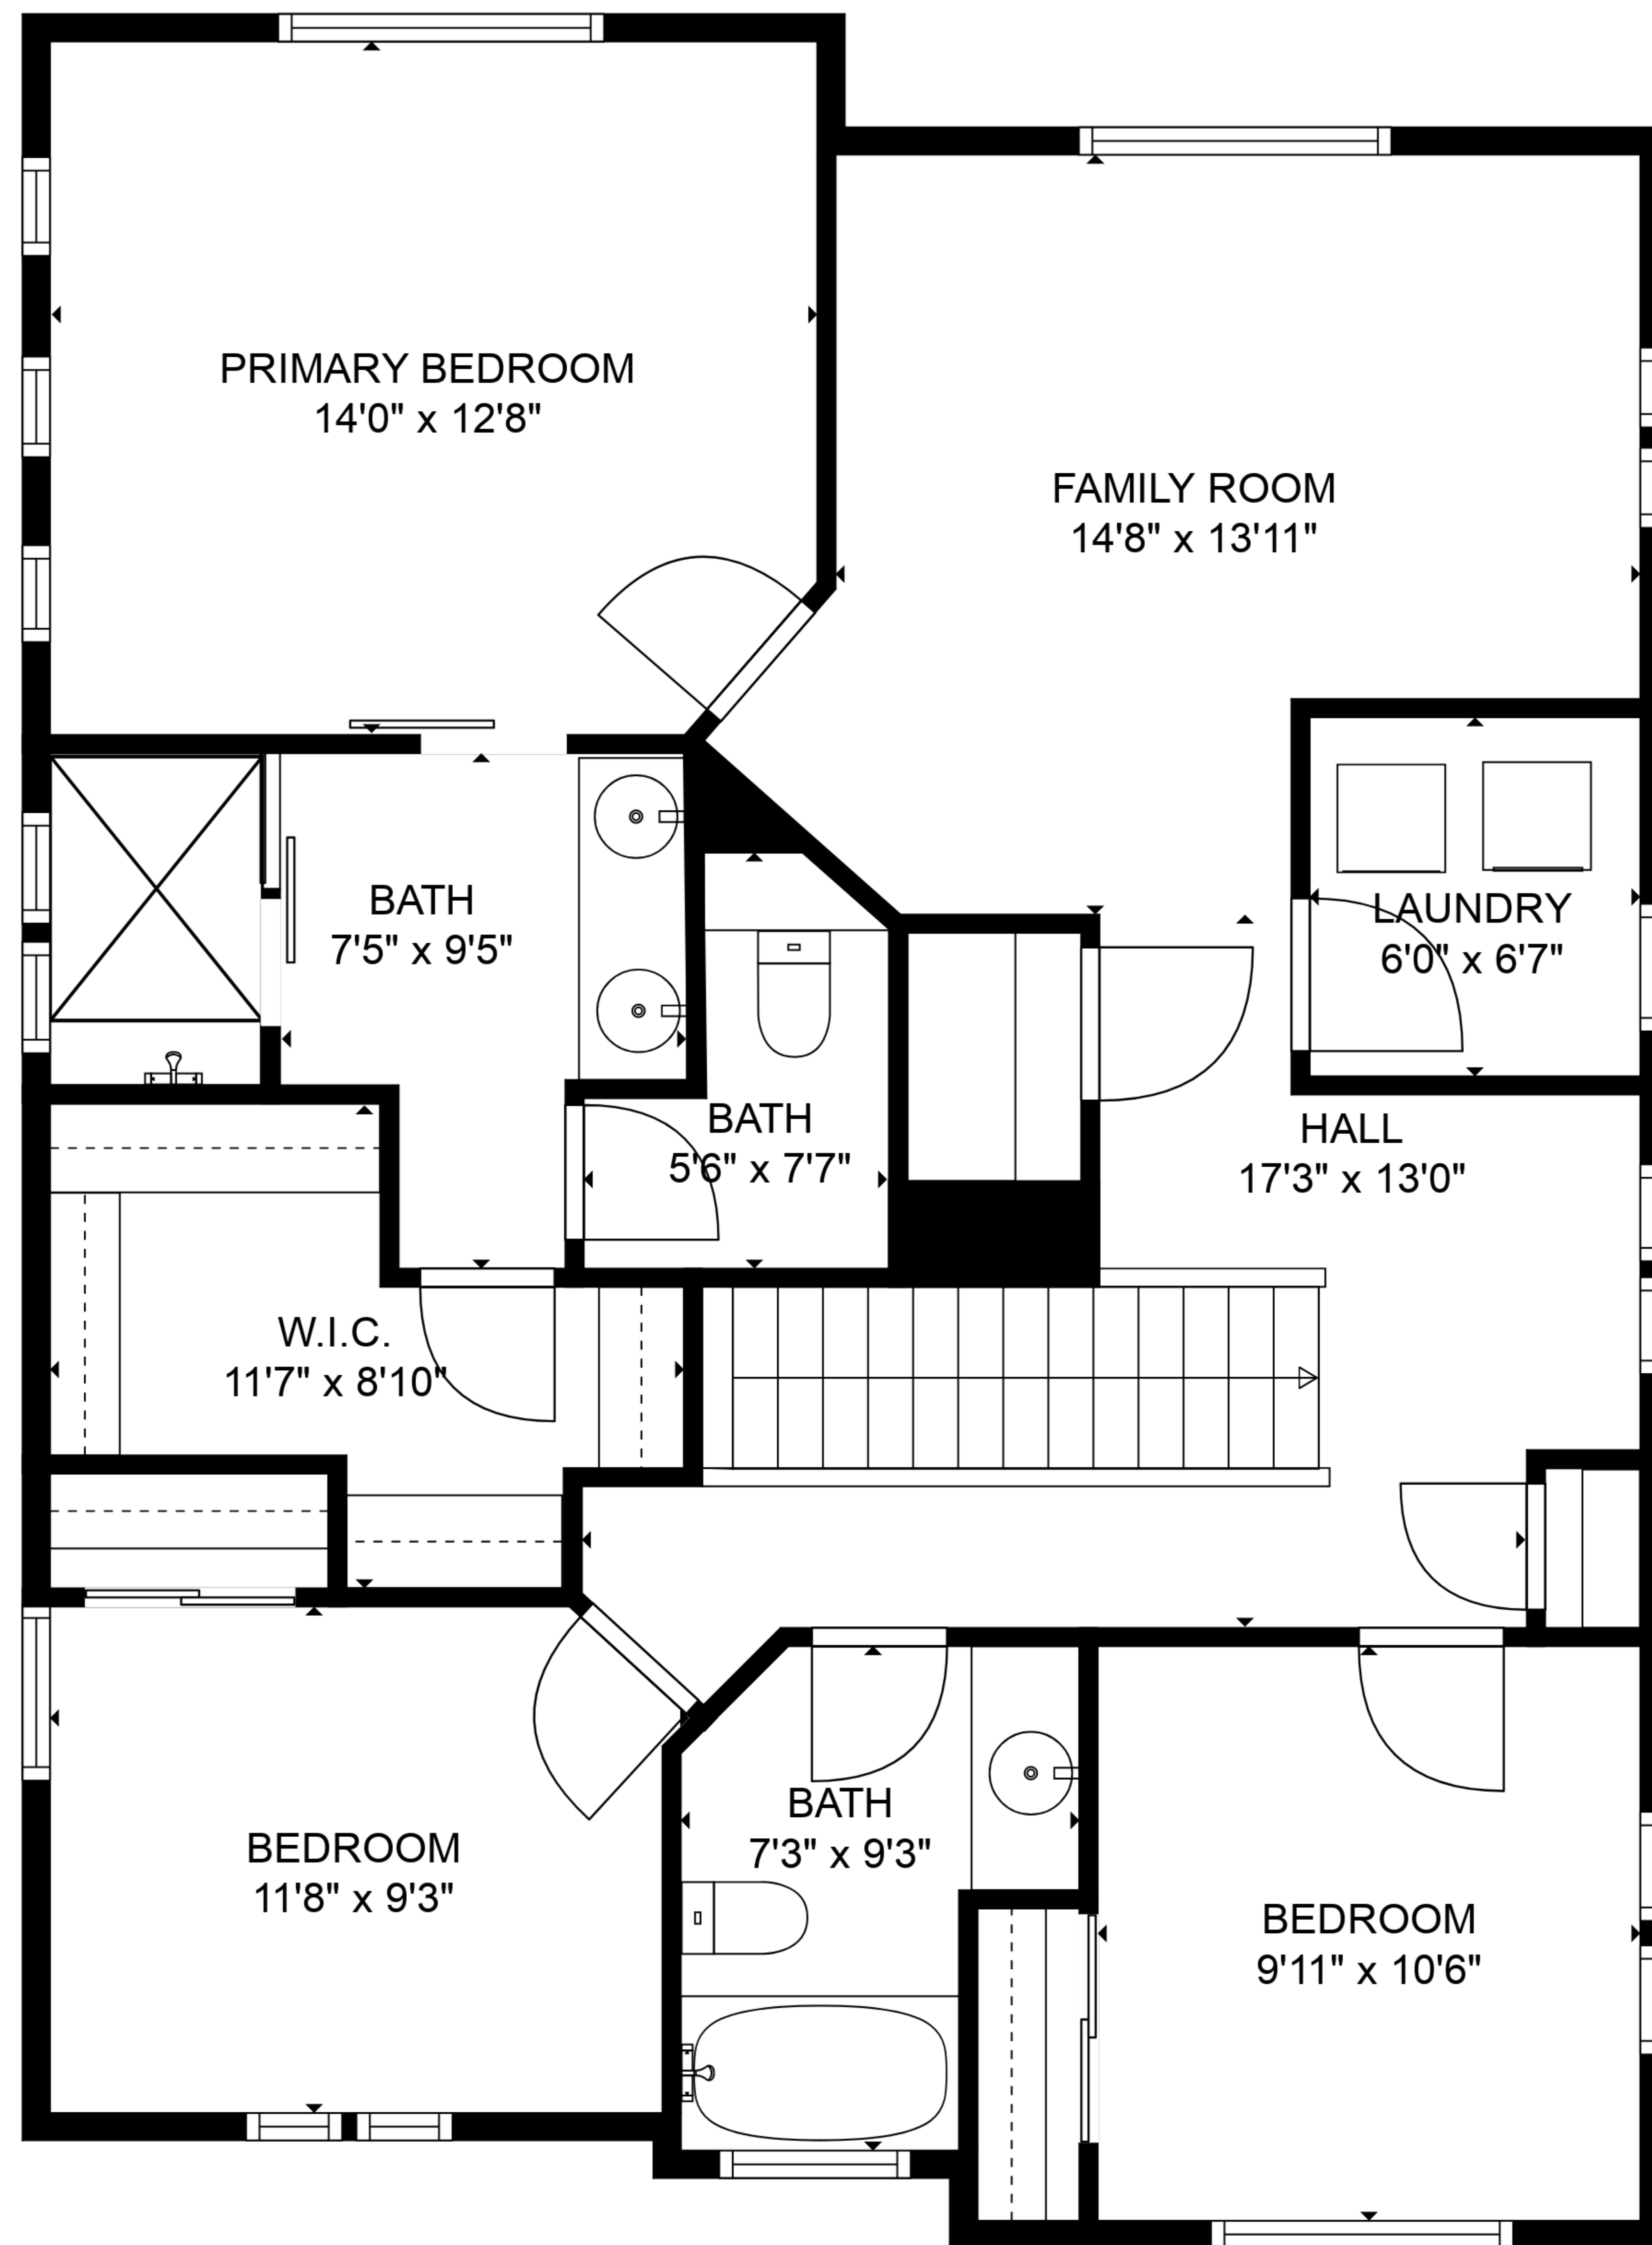 PRIMARY BEDROOM
14'0" x 12'8"
FAMILY ROOM
14'8" x 13'11"
BATH
7'5" x 9'5"
LAUNDRY
6'0" x 6'7"
BATH
5'6" x 7'7"
HALL
17'3" x 13'0"
W.I.C.
11'7" x 8'10"
BATH
7'3" x 9'3"
BEDROOM
11'8" x 9'3"
BEDROOM
9'11" x 10'6"